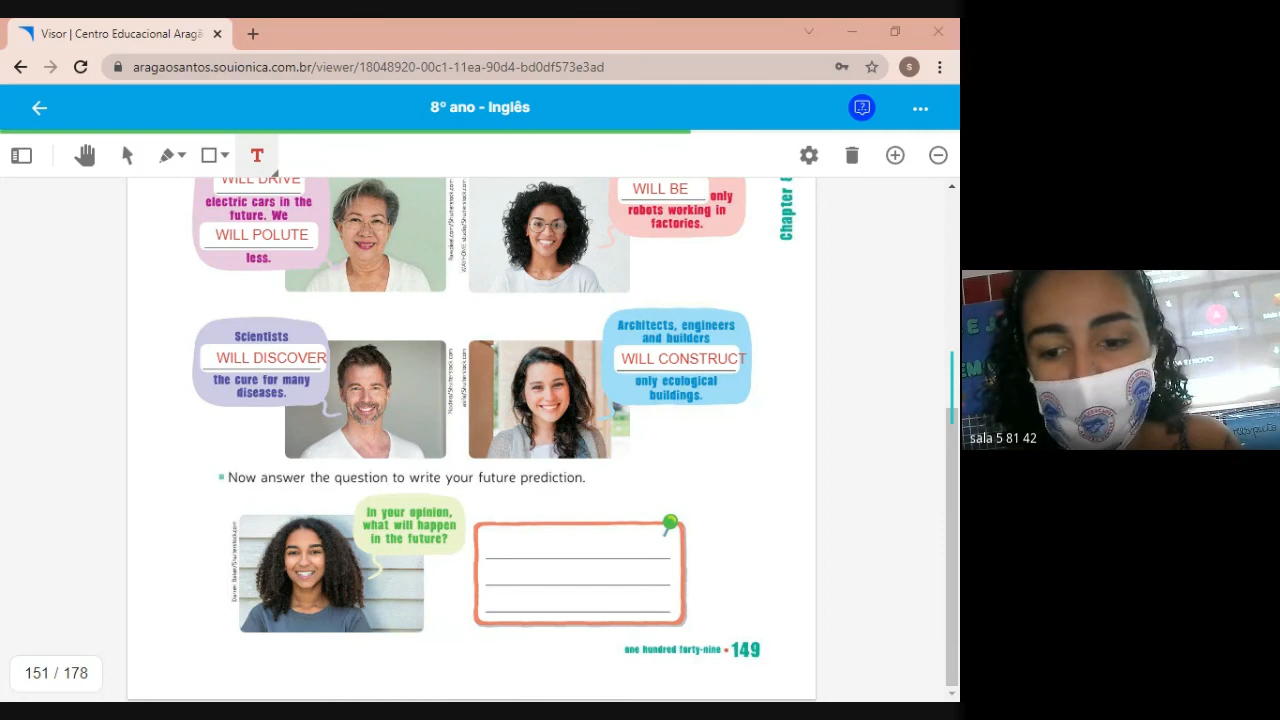 Visor | Centro Educacional Aragã
aragaosantos.souionica.com.br/viewer/18048920-00c1-11ea-90d4-bd0df573e3ad
s
8º ano - Inglês
T
WILL DRIVE
electric cars in the
future. We
WILL POLUTE
less.
WILL BE only
robots working in
factories.
Chapter
Scientists
WILL DISCOVER
the cure for many
diseases.
Architects, engineers
and builders
WILL CONSTRUCT
only ecological
buildings.
Now answer the question to write your future prediction.
In your opinion,
what will happen
in the future?
Darren Baker/Shutterstock.com
one hundred forty-nine • 149
151 / 178
sala 5 81 42